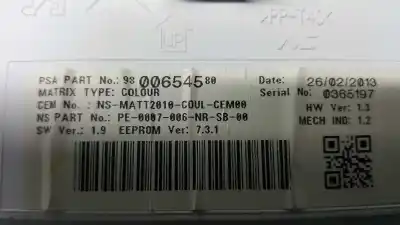 >PP-T40<
PSA PART No.: 98 006545 80
MATRIX TYPE: COLOUR
CEM No. : NS-MATT2010-COUL-CEM00
NS PART No.: PE-0007-006-NR-SB-00
SW Ver.: 1.9 EEPROM Ver: 7.3.1
Date: 26/02/2013
Serial No: 0365197
HW Ver: 1.3
MECH IND: 1.2